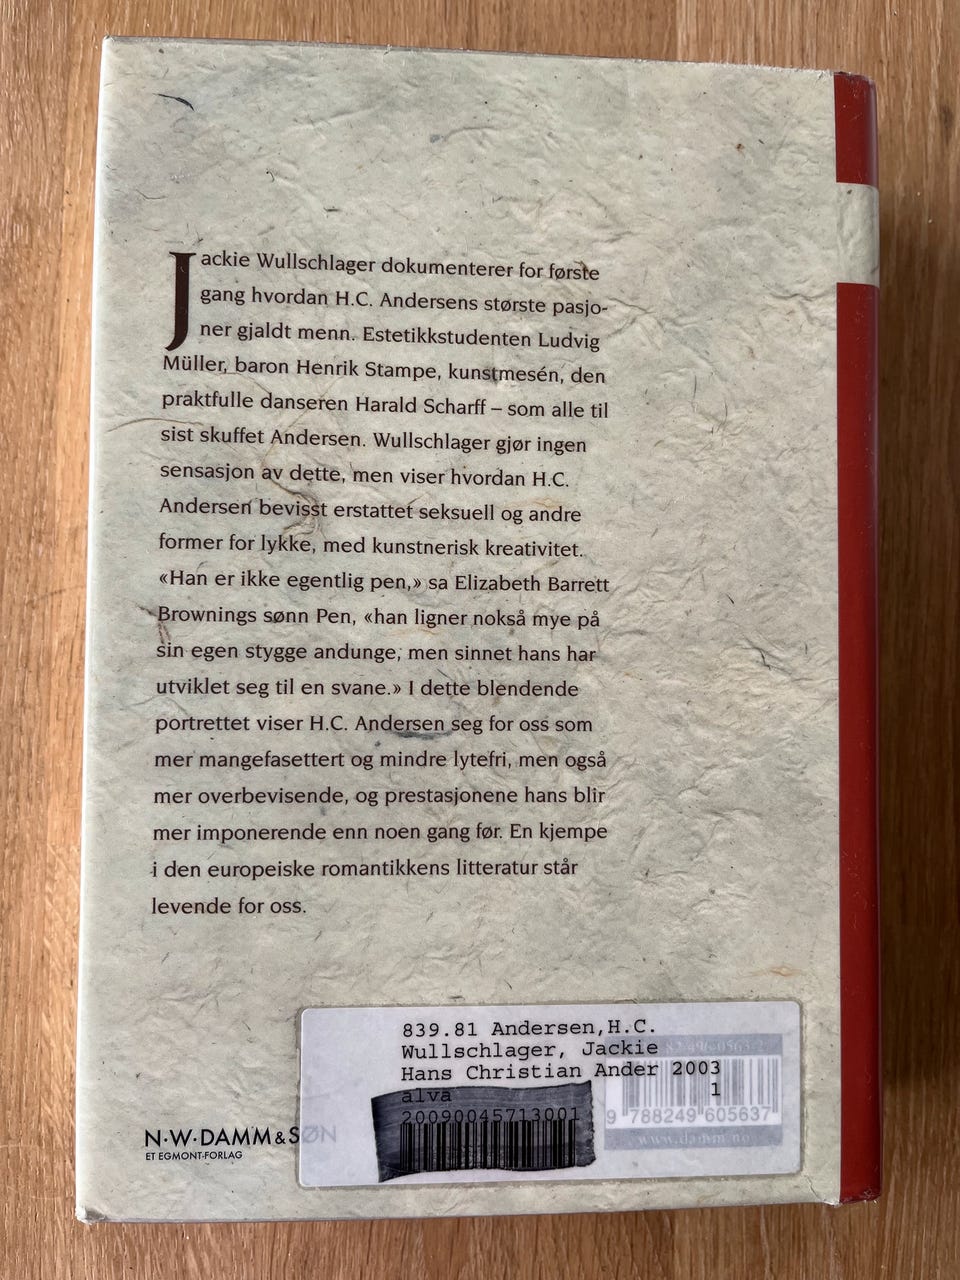 Jackie Wullschlager dokumenterer for første
gang hvordan H.C. Andersens største pasjo-
ner gjaldt menn. Estetikkstudenten Ludvig
Müller, baron Henrik Stampe, kunstmesén, den
praktfulle danseren Harald Scharff – som alle til
sist skuffet Andersen. Wullschlager gjør ingen
sensasjon av dette, men viser hvordan H.C.
Andersen bevisst erstattet seksuell og andre
former for lykke, med kunstnerisk kreativitet.
«Han er ikke egentlig pen,» sa Elizabeth Barrett
Brownings sønn Pen, «han ligner nokså mye på
sin egen stygge andunge, men sinnet hans har
utviklet seg til en svane.» I dette blendende
portrettet viser H.C. Andersen seg for oss som
mer mangefasettert og mindre lytefri, men også
mer overbevisende, og prestasjonene hans blir
mer imponerende enn noen gang før. En kjempe
i den europeiske romantikkens litteratur står
levende for oss.
839.81 Andersen,H.C.
Wullschlager, Jackie
Hans Christian Ander 2003
alva 1
20090045713001
9 788249 605637
www.damm.no
N·W·DAMM & SØN
ET EGMONT-FORLAG